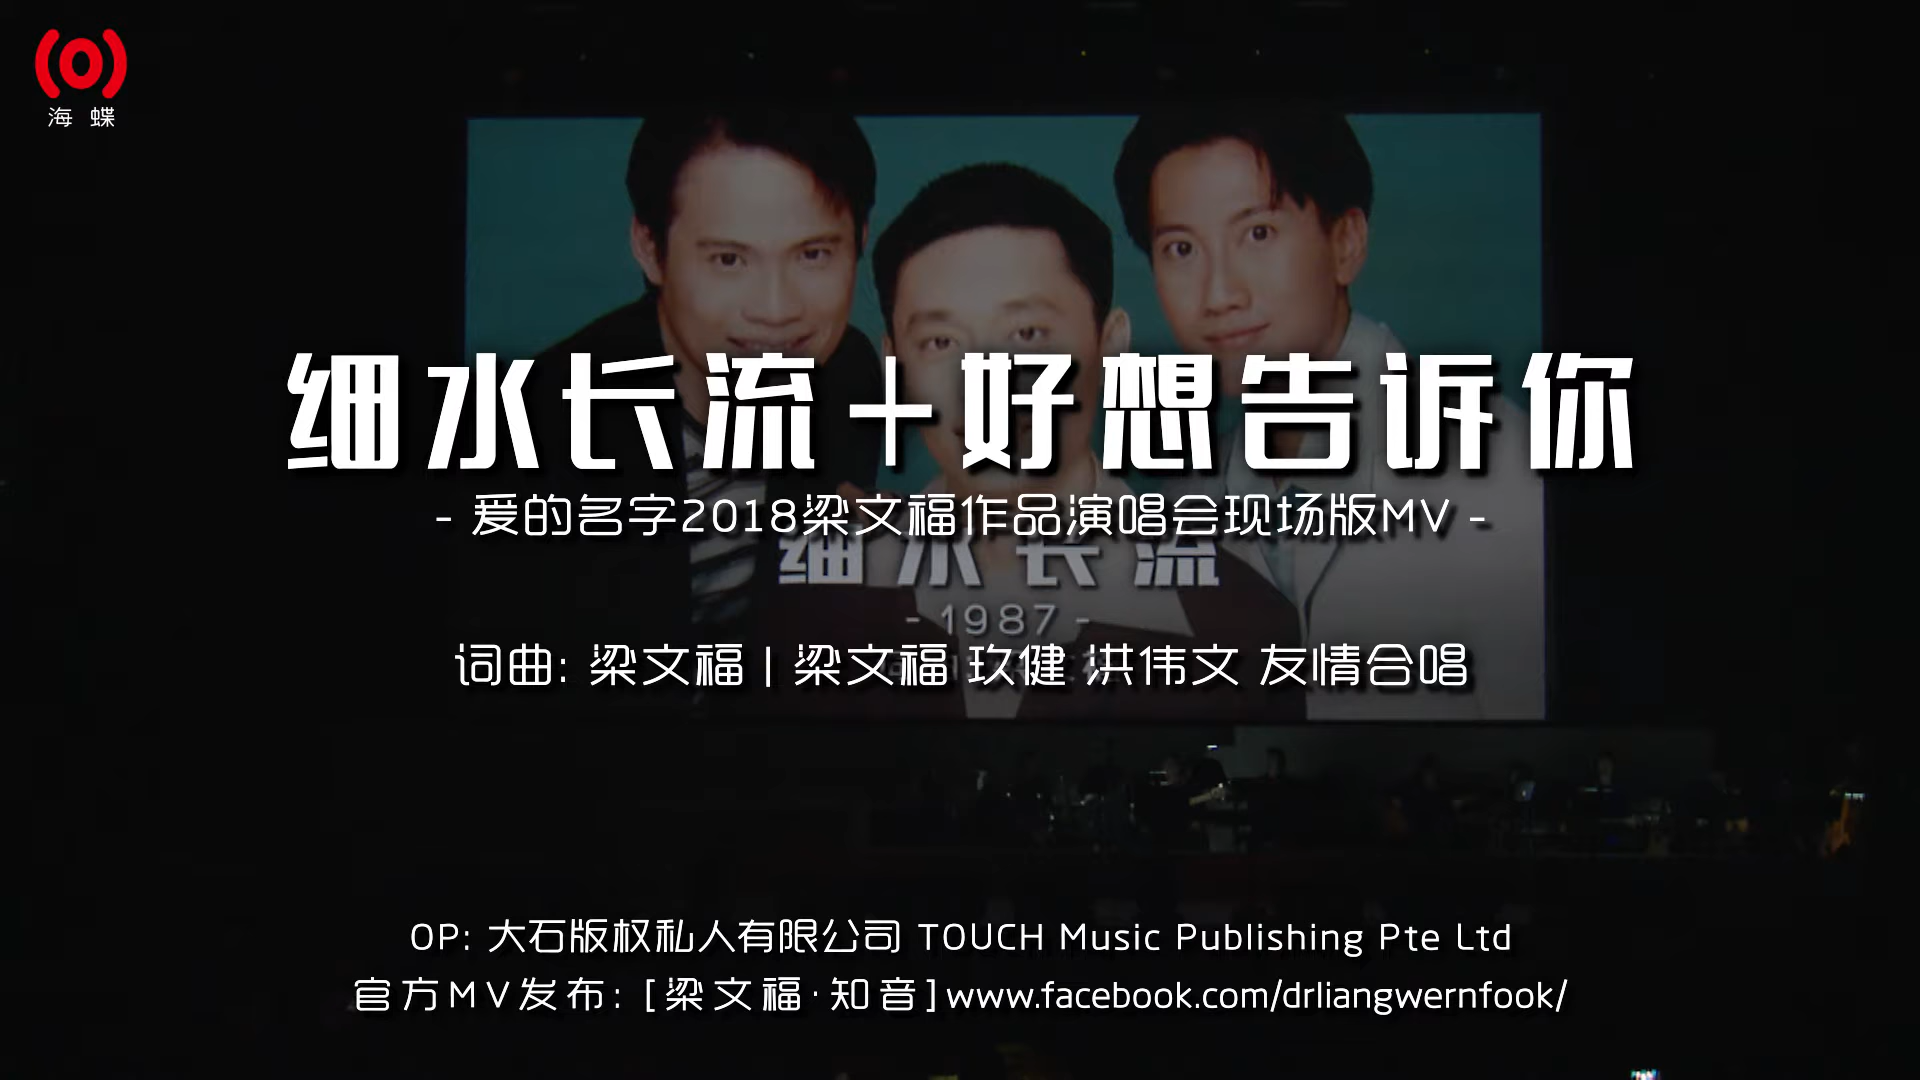 海 蝶
细水长流+好想告诉你
- 爱的名字2018梁文福作品演唱会现场版MV -
细水长流
- 1987 -
词曲: 梁文福 | 梁文福 玖健 洪伟文 友情合唱
OP: 大石版权私人有限公司 TOUCH Music Publishing Pte Ltd
官方MV发布: [梁文福·知音]www.facebook.com/drliangwernfook/